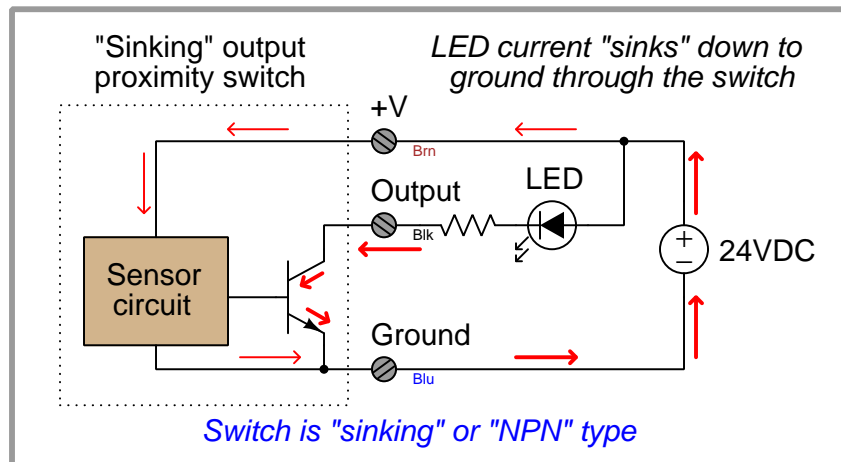 "Sinking" output
proximity switch
LED current "sinks" down to
ground through the switch
+V
Brn
Output
LED
Blk
+
−
24VDC
Sensor
circuit
Ground
Blu
Switch is "sinking" or "NPN" type